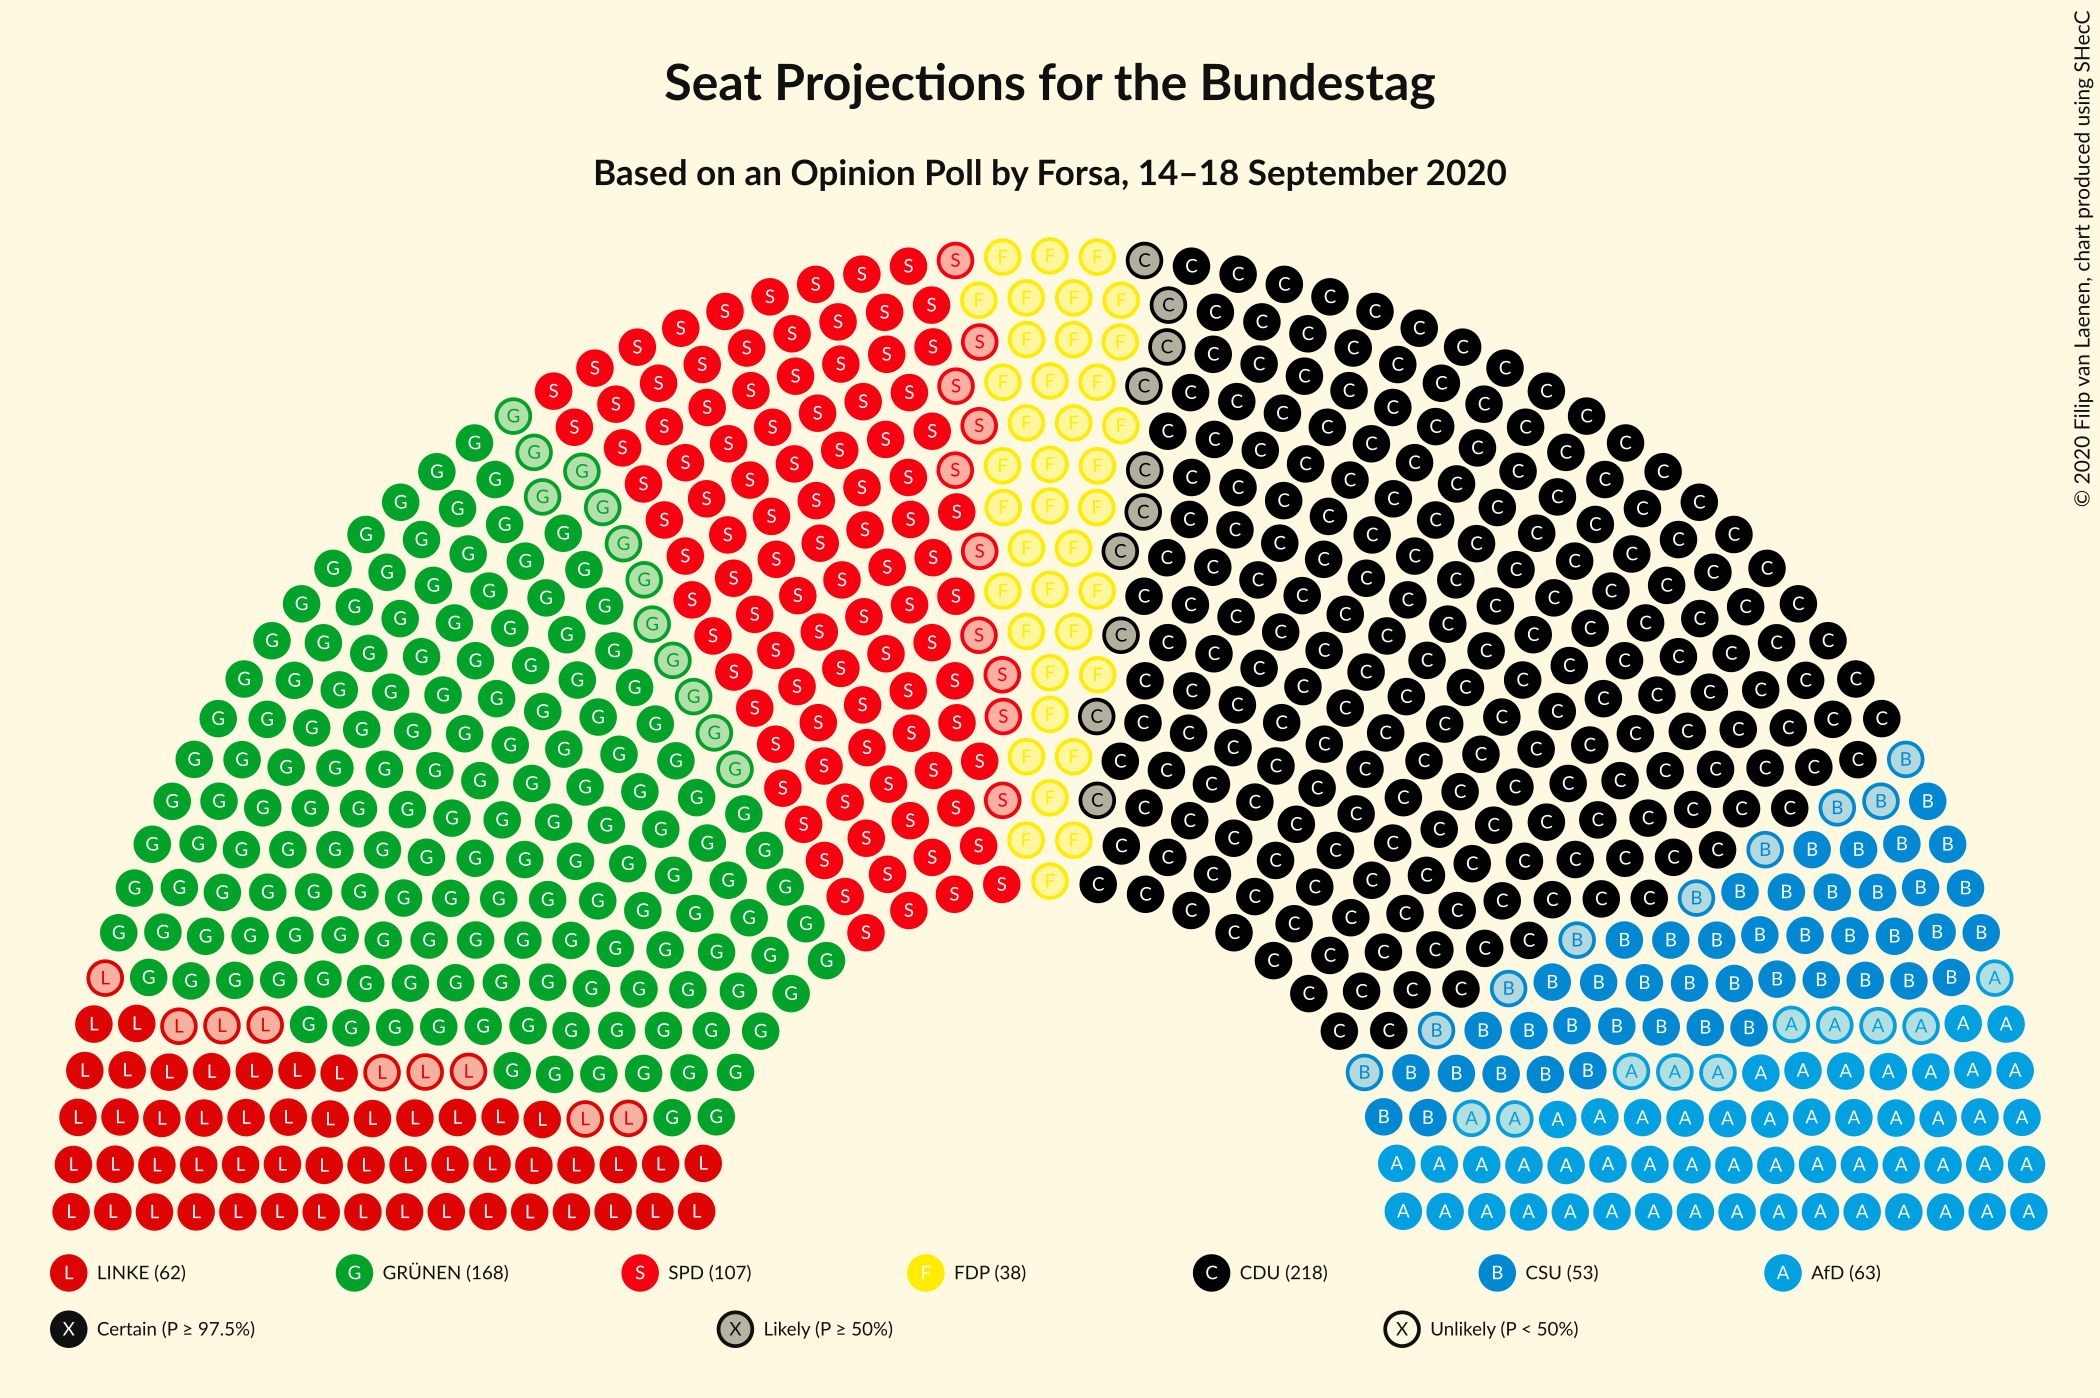 Seat Projections for the Bundestag
Based on an Opinion Poll by Forsa, 14–18 September 2020
© 2020 Filip van Laenen, chart produced using SHecC
L LINKE (62)
G GRÜNEN (168)
S SPD (107)
F FDP (38)
C CDU (218)
B CSU (53)
A AfD (63)
X Certain (P ≥ 97.5%)
X Likely (P ≥ 50%)
X Unlikely (P < 50%)